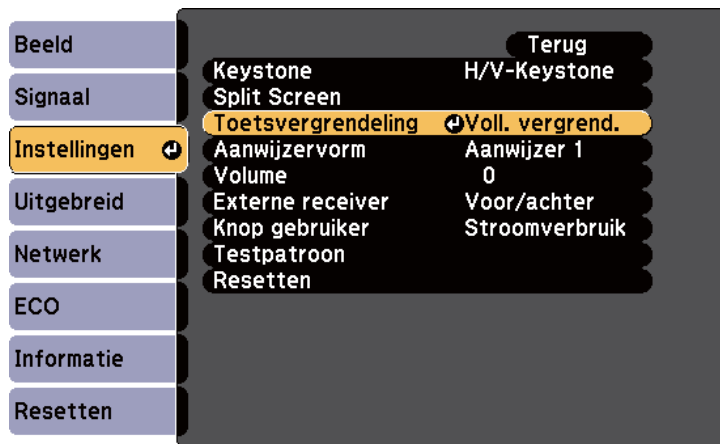 Beeld
Signaal
Instellingen
Uitgebreid
Netwerk
ECO
Informatie
Resetten
Terug
Keystone H/V-Keystone
Split Screen
Toetsvergrendeling Voll. vergrend.
Aanwijzervorm Aanwijzer 1
Volume 0
Externe receiver Voor/achter
Knop gebruiker Stroomverbruik
Testpatroon
Resetten